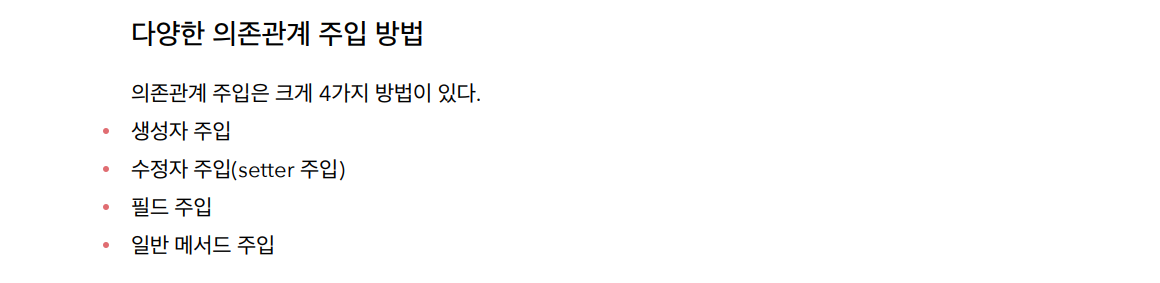 다양한 의존관계 주입 방법
의존관계 주입은 크게 4가지 방법이 있다.
• 생성자 주입
• 수정자 주입(setter 주입)
• 필드 주입
• 일반 메서드 주입